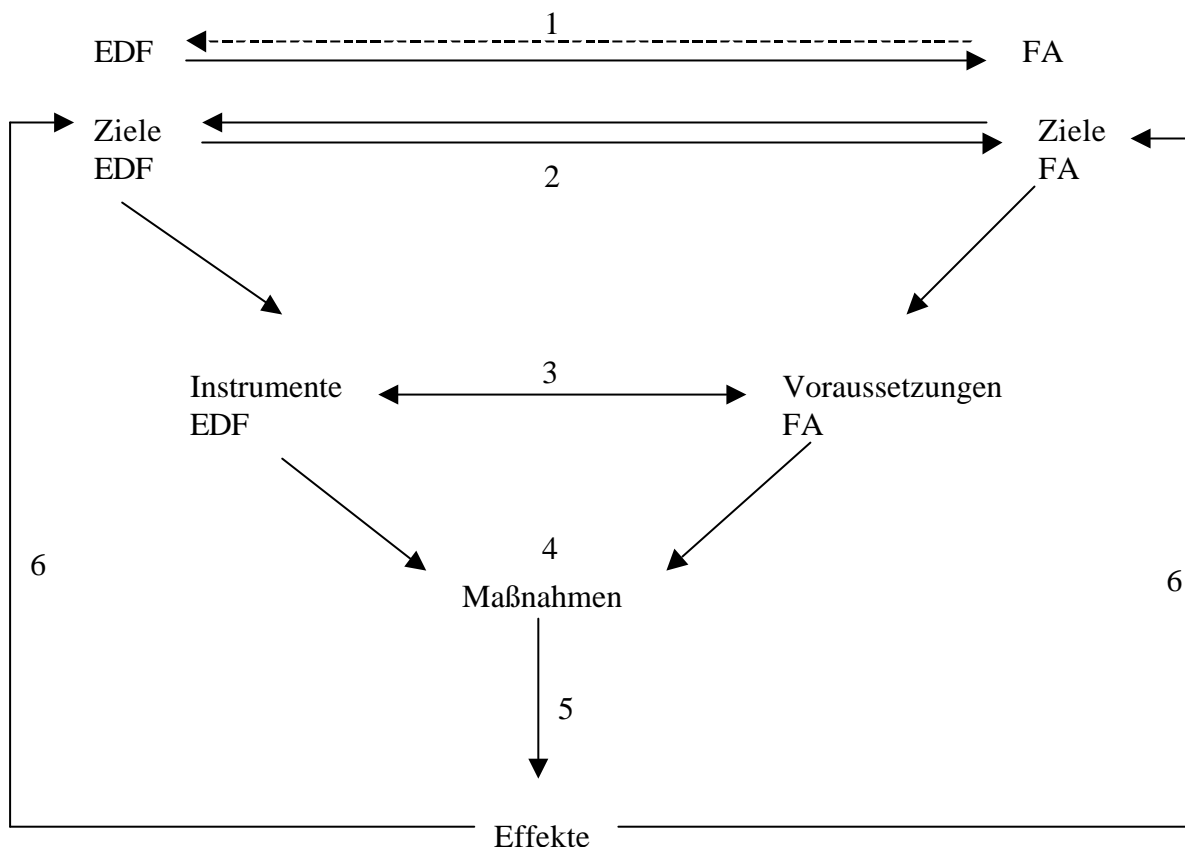 1
EDF
FA
Ziele
EDF
Ziele
FA
2
Instrumente
EDF
3
Voraussetzungen
FA
4
Maßnahmen
6
6
5
Effekte